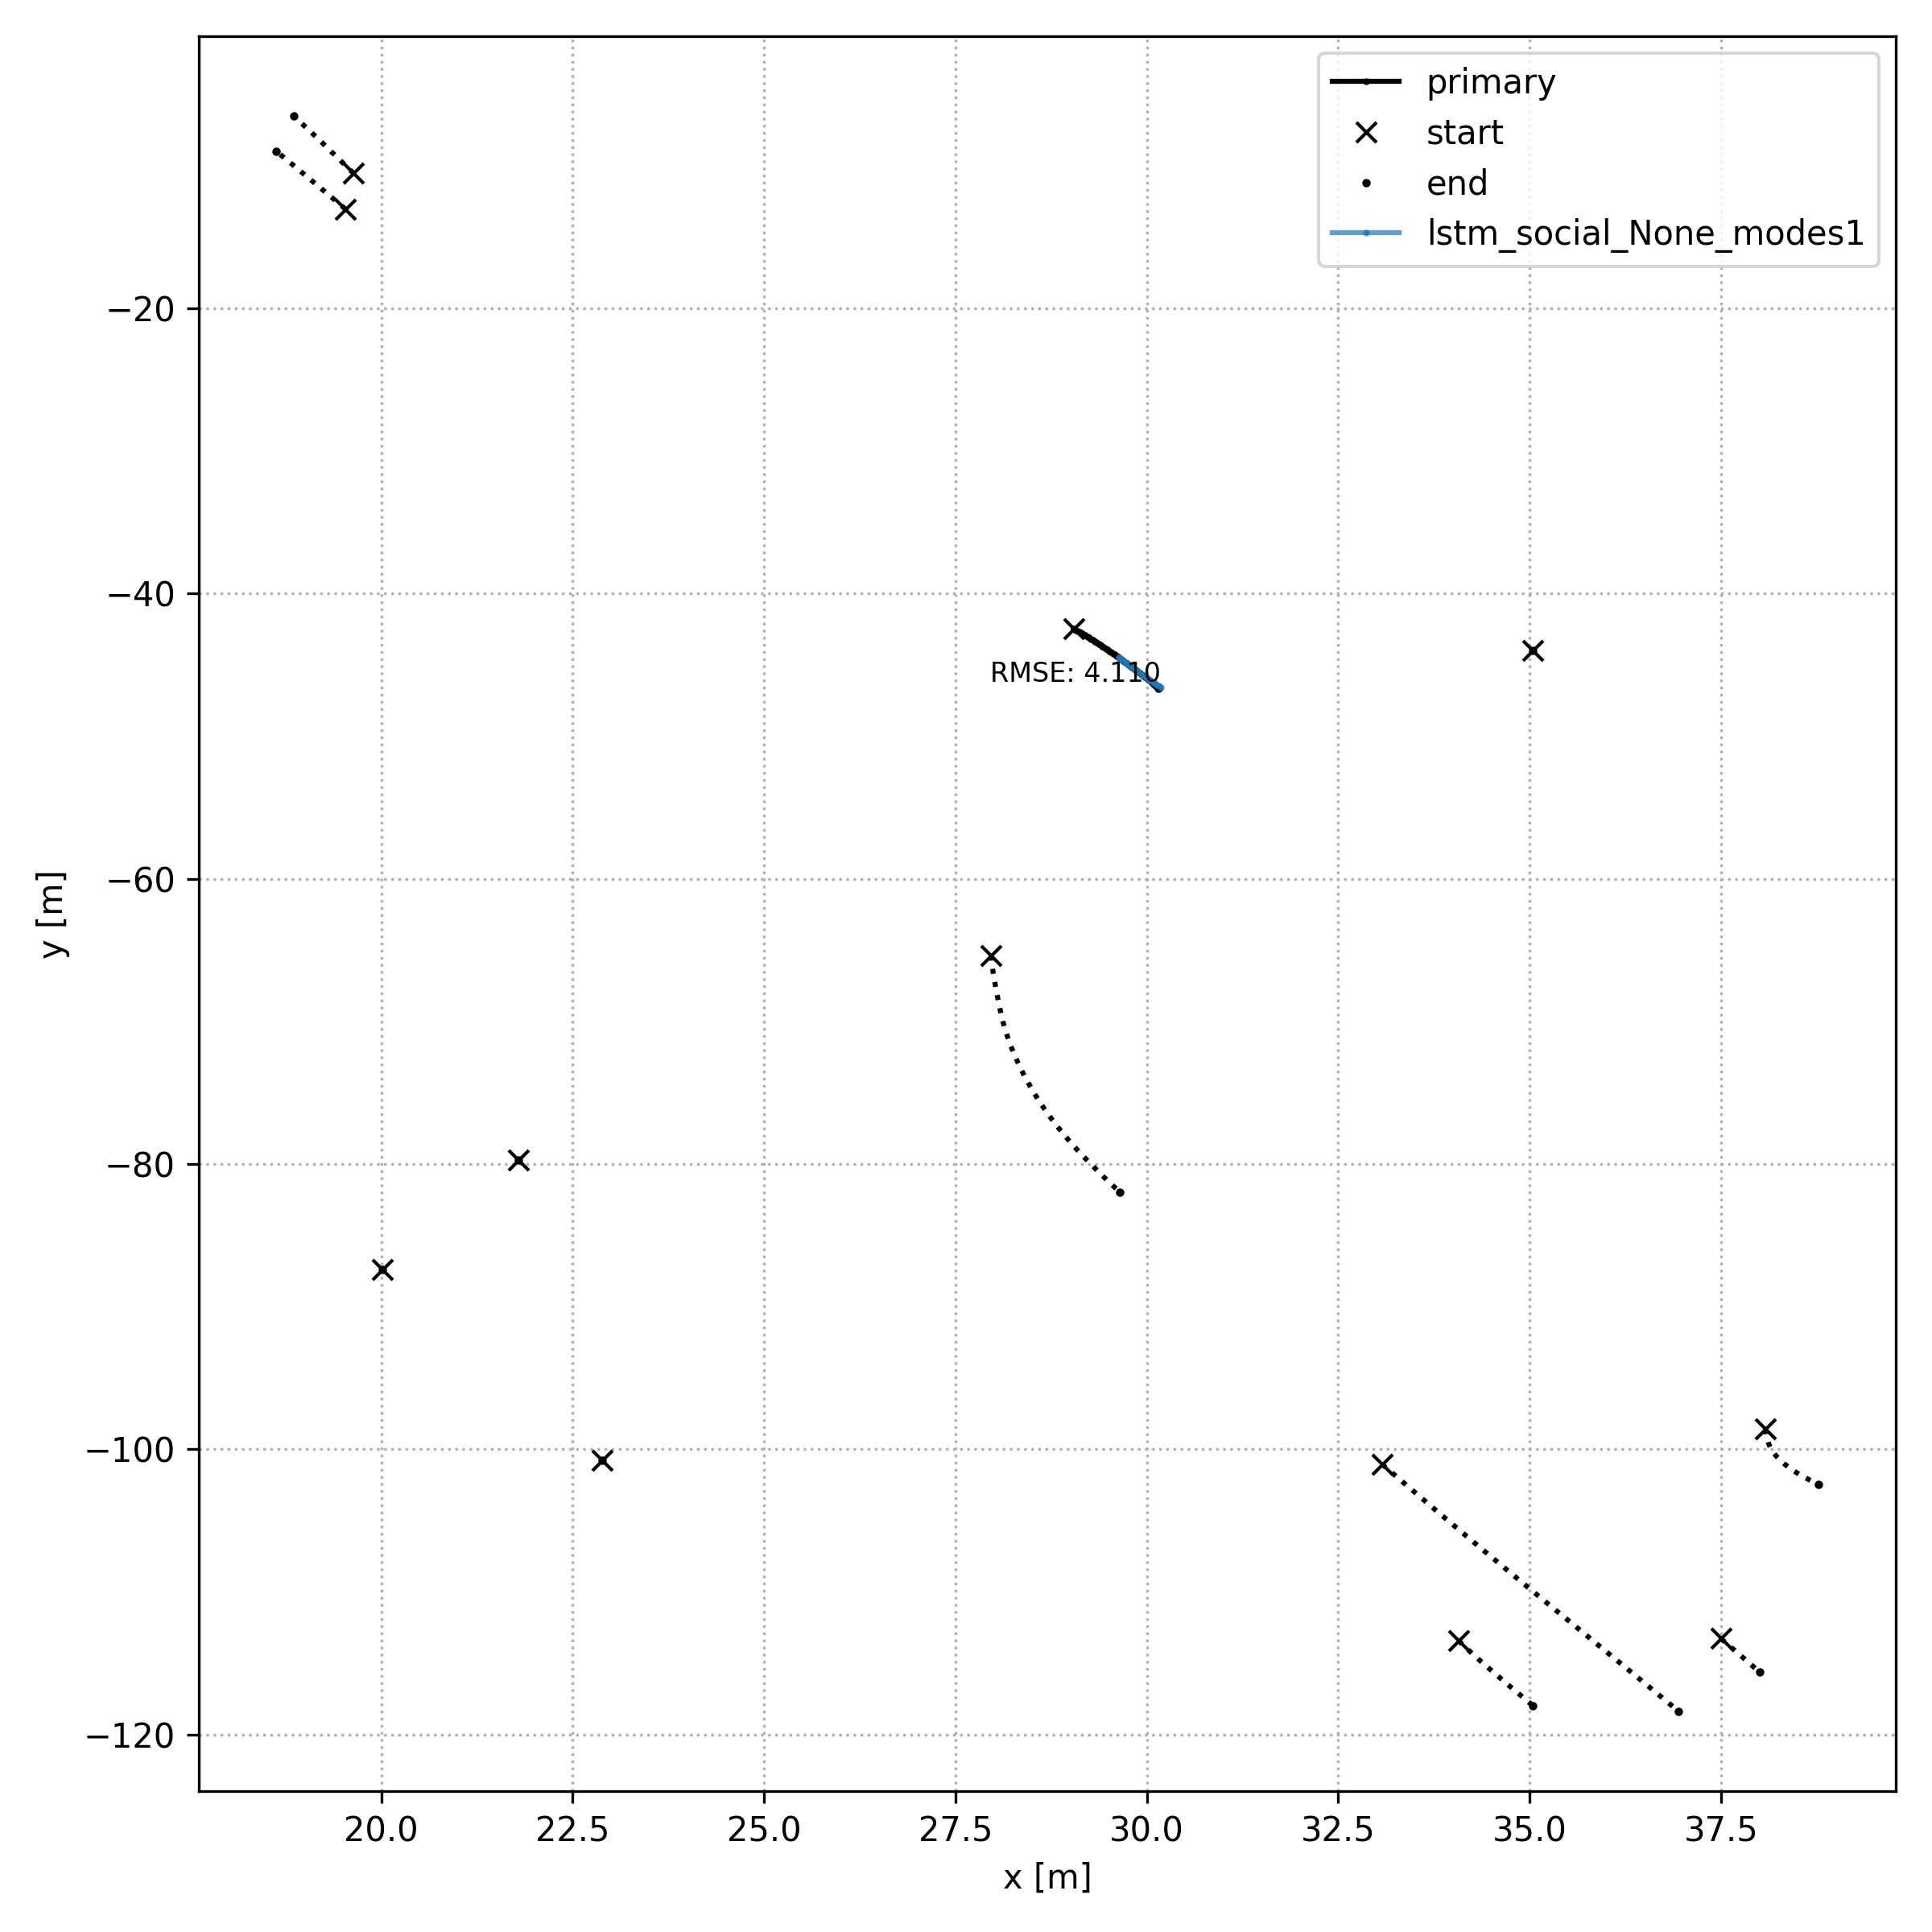 primary
start
end
lstm_social_None_modes1
−20
−40
RMSE: 4.110
−60
y [m]
−80
−100
−120
20.0 22.5 25.0 27.5 30.0 32.5 35.0 37.5
x [m]